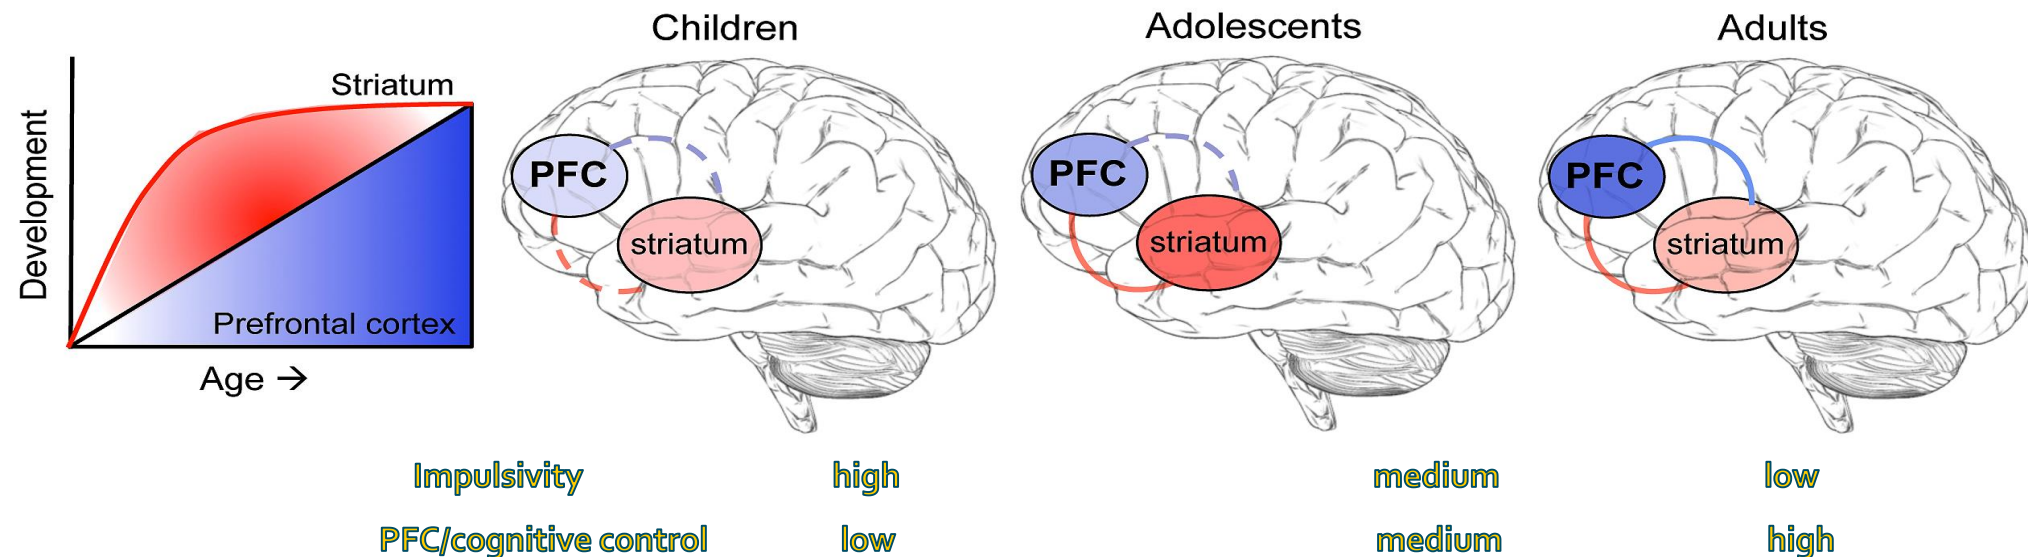 Children
Adolescents
Adults
Striatum
Development
Prefrontal cortex
Age →
PFC
striatum
PFC
striatum
PFC
striatum
Impulsivity high medium low
PFC/cognitive control low medium high